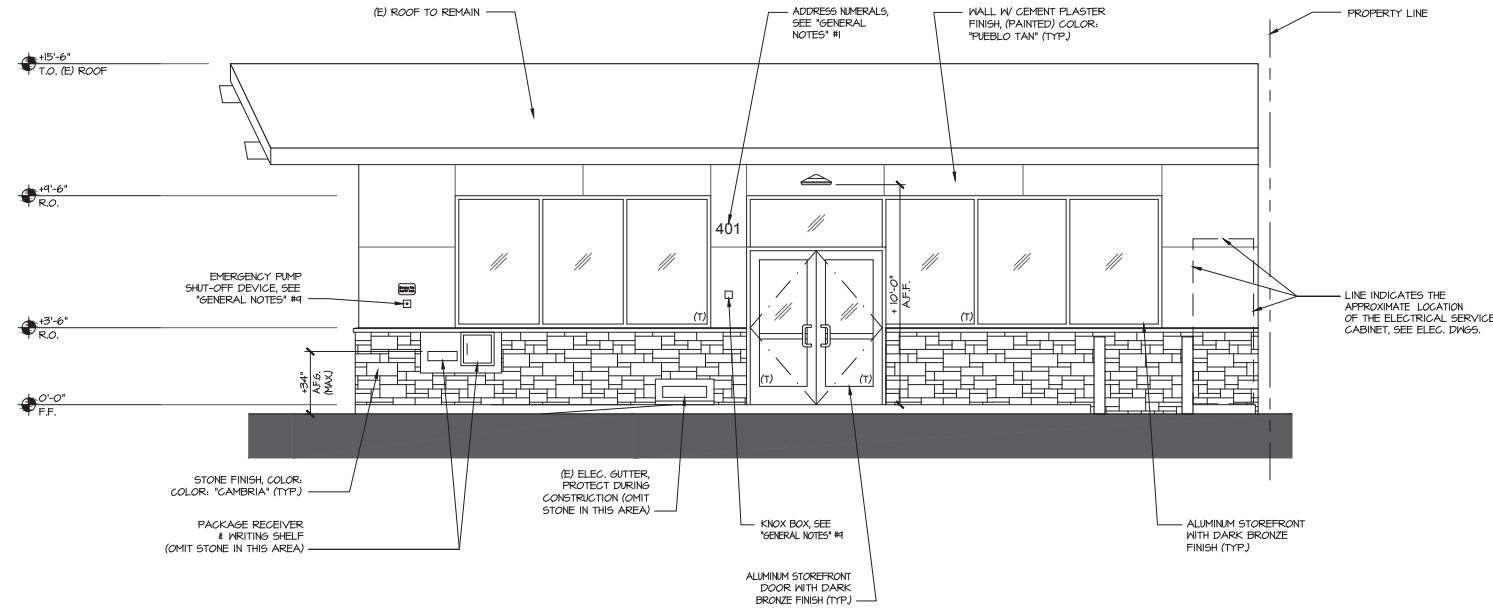 (E) ROOF TO REMAIN
ADDRESS NUMERALS,
SEE "GENERAL
NOTES" #1
WALL W/ CEMENT PLASTER
FINISH, (PAINTED) COLOR:
"PUEBLO TAN" (TYP.)
PROPERTY LINE
+15'-6"
T.O. (E) ROOF
+9'-6"
R.O.
401
EMERGENCY PUMP
SHUT-OFF DEVICE, SEE
"GENERAL NOTES" #9
+ 10'-0"
A.F.F.
LINE INDICATES THE
APPROXIMATE LOCATION
OF THE ELECTRICAL SERVICE
CABINET, SEE ELEC. DWGS.
(T)
(T)
+3'-6"
R.O.
+34"
A.F.G.
(MAX.)
(T)
(T)
0'-0"
F.F.
STONE FINISH, COLOR:
COLOR: "CAMBRIA" (TYP.)
(E) ELEC. GUTTER,
PROTECT DURING
CONSTRUCTION (OMIT
STONE IN THIS AREA)
PACKAGE RECEIVER
& WRITING SHELF
(OMIT STONE IN THIS AREA)
KNOX BOX, SEE
"GENERAL NOTES" #9
ALUMINUM STOREFRONT
WITH DARK BRONZE
FINISH (TYP.)
ALUMINUM STOREFRONT
DOOR WITH DARK
BRONZE FINISH (TYP.)